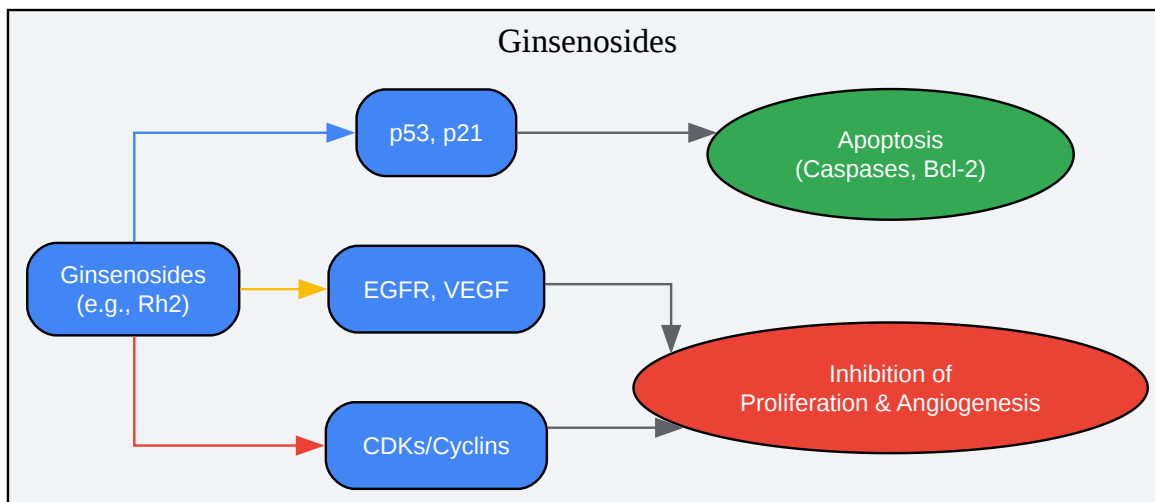 Ginsenosides
p53, p21
Apoptosis
(Caspases, Bcl-2)
Ginsenosides
(e.g., Rh2)
EGFR, VEGF
Inhibition of
Proliferation & Angiogenesis
CDKs/Cyclins